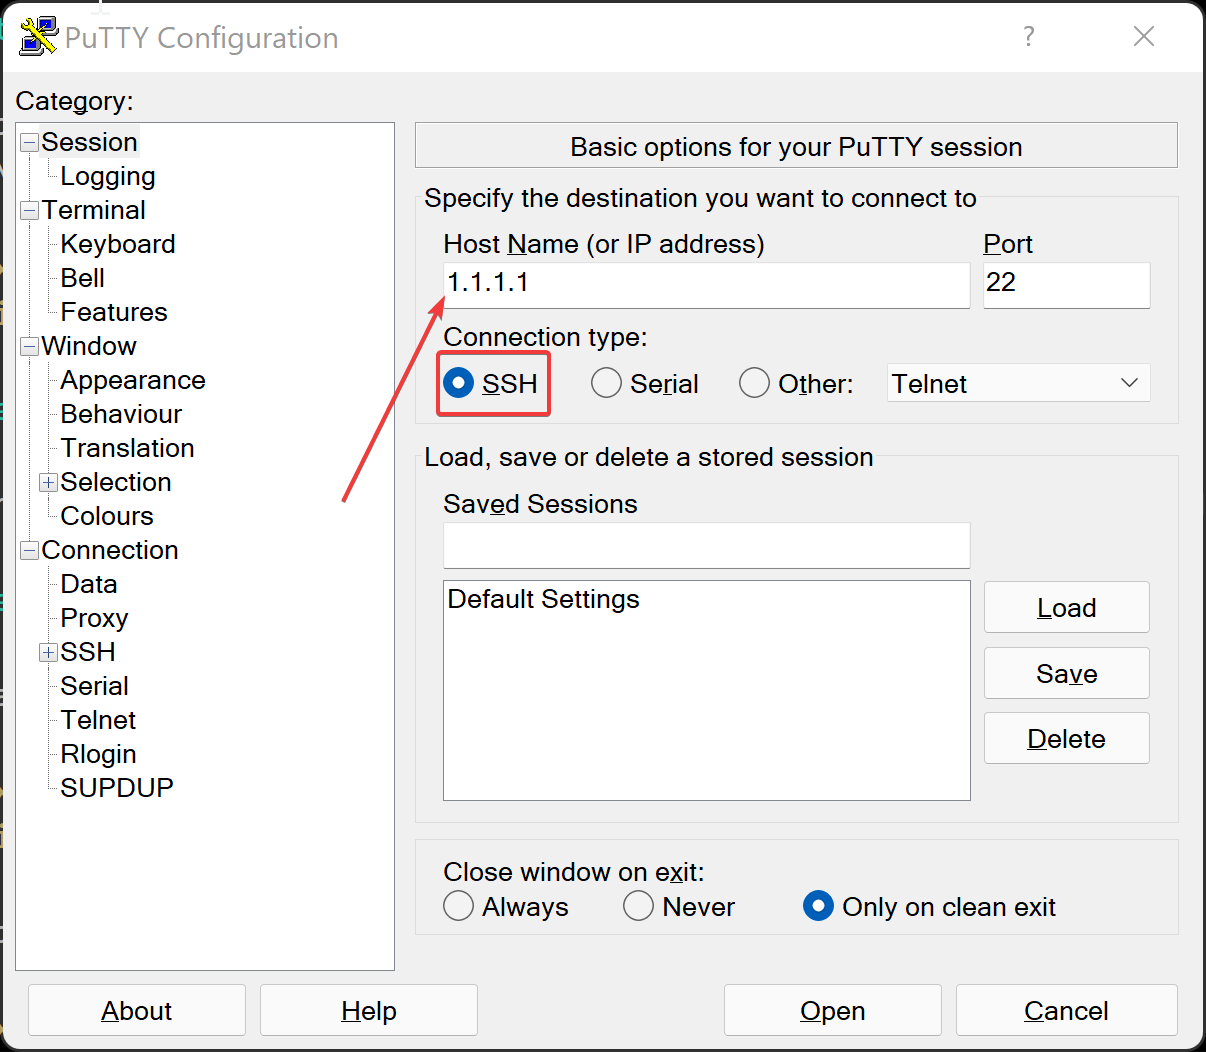 PuTTY Configuration
?
Category:
Session
Logging
Terminal
Keyboard
Bell
Features
Window
Appearance
Behaviour
Translation
Selection
Colours
Connection
Data
Proxy
SSH
Serial
Telnet
Rlogin
SUPDUP
Basic options for your PuTTY session
Specify the destination you want to connect to
Host Name (or IP address) Port
1.1.1.1 22
Connection type:
SSH Serial Other: Telnet
Load, save or delete a stored session
Saved Sessions
Default Settings
Load
Save
Delete
Close window on exit:
Always Never Only on clean exit
About Help Open Cancel